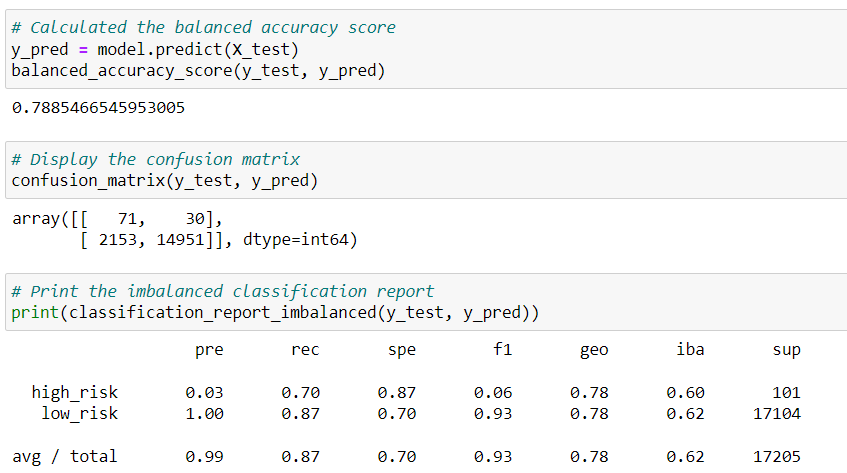 # Calculated the balanced accuracy score
y_pred = model.predict(X_test)
balanced_accuracy_score(y_test, y_pred)
0.7885466545953005
# Display the confusion matrix
confusion_matrix(y_test, y_pred)
array([[   71,    30],
       [ 2153, 14951]], dtype=int64)
# Print the imbalanced classification report
print(classification_report_imbalanced(y_test, y_pred))
pre rec spe f1 geo iba sup
high_risk 0.03 0.70 0.87 0.06 0.78 0.60 101
low_risk 1.00 0.87 0.70 0.93 0.78 0.62 17104
avg / total 0.99 0.87 0.70 0.93 0.78 0.62 17205